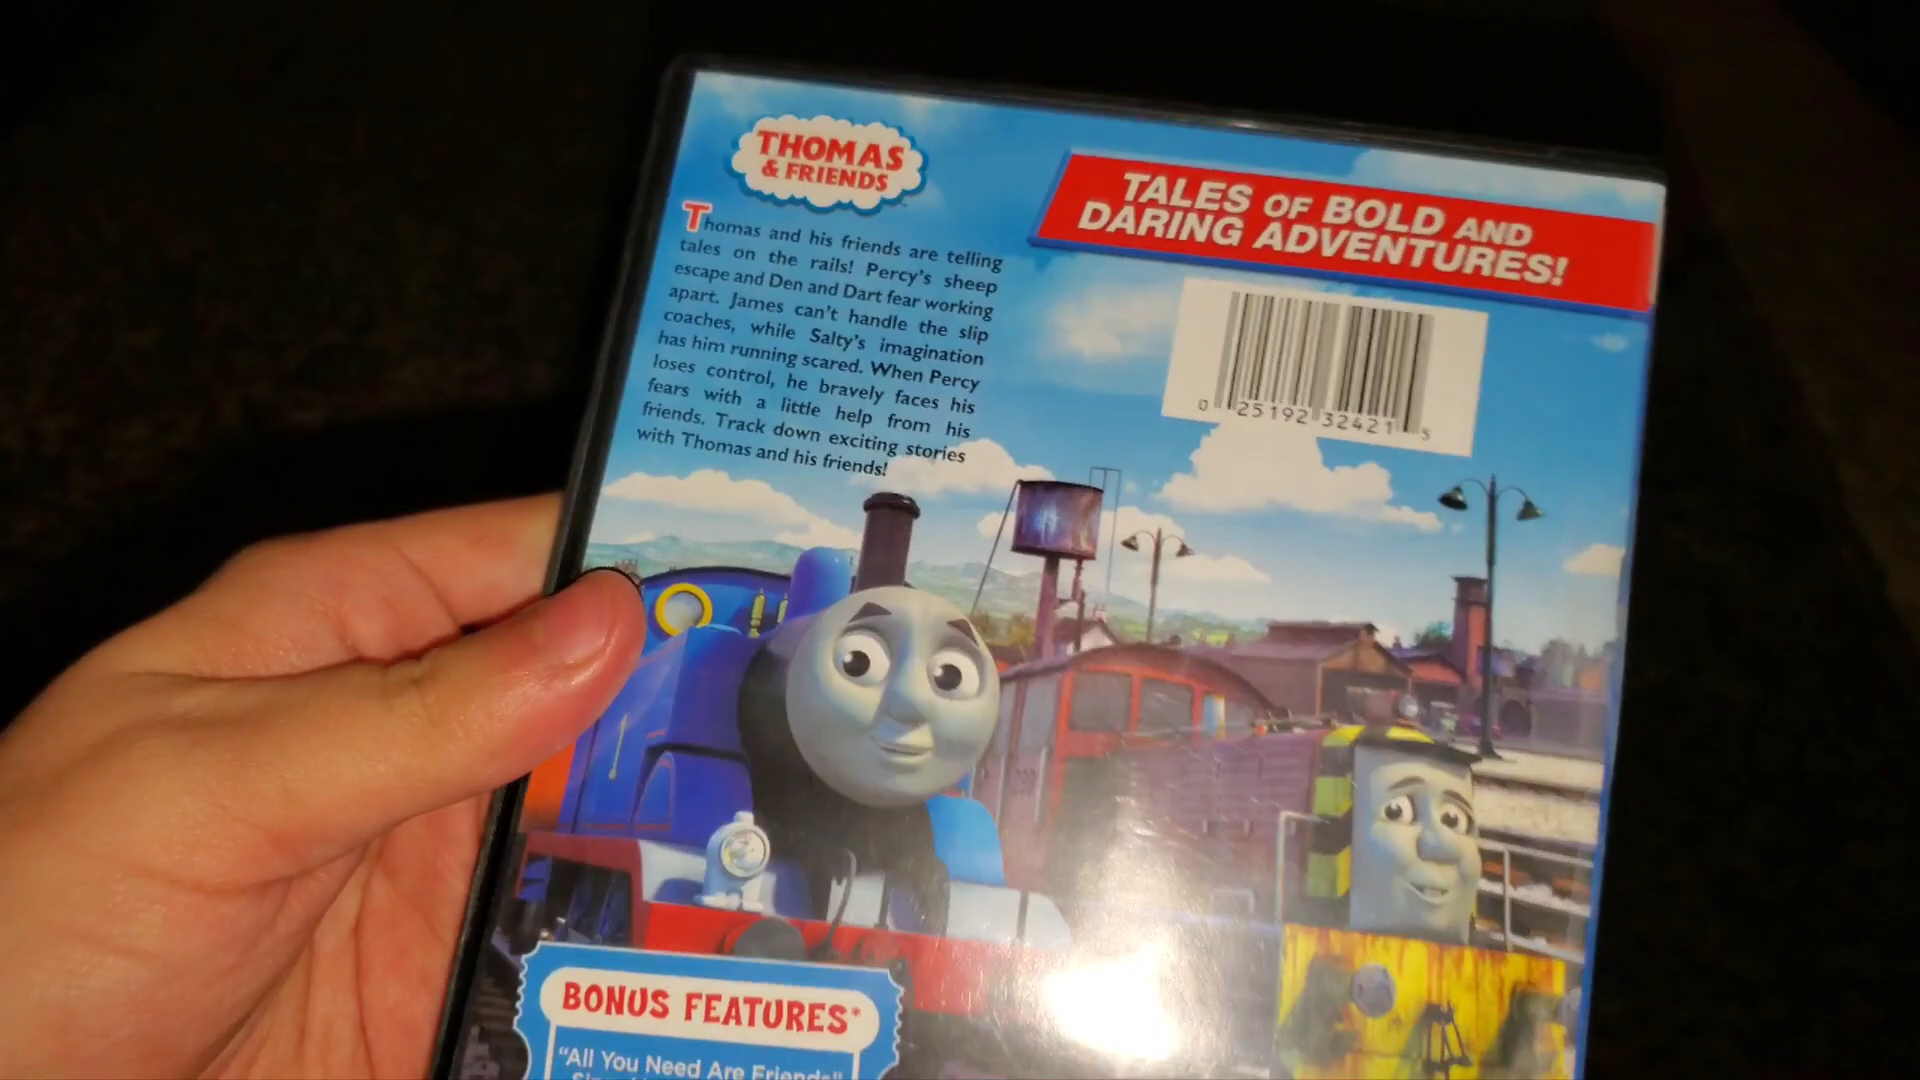 THOMAS
& FRIENDS
TALES OF BOLD AND
DARING ADVENTURES!
Thomas and his friends are telling
tales on the rails! Percy's sheep
escape and Den and Dart fear working
apart. James can't handle the slip
coaches, while Salty's imagination
has him running scared. When Percy
loses control, he bravely faces his
fears with a little help from his
friends. Track down exciting stories
with Thomas and his friends!
0 25192 32421 5
BONUS FEATURES*
"All You Need Are Friends"